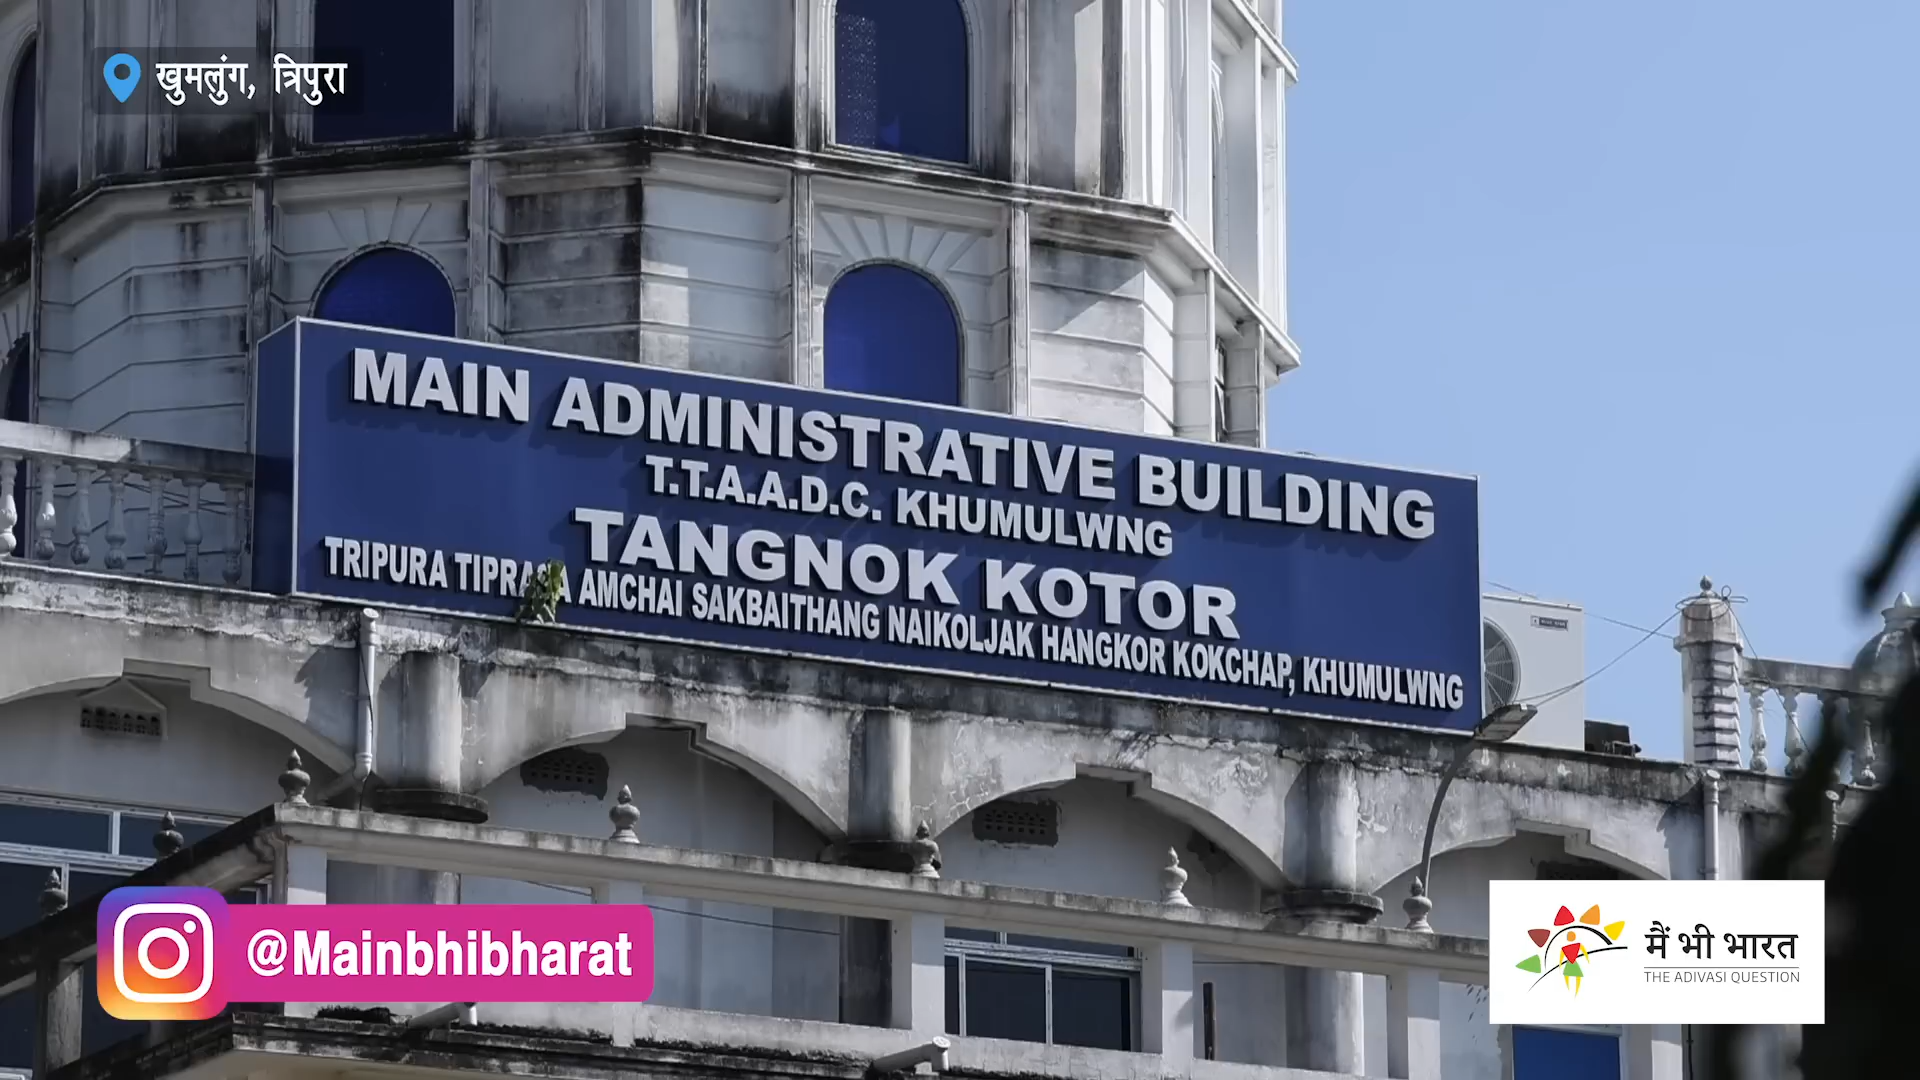 खुमलुंग, त्रिपुरा
MAIN ADMINISTRATIVE BUILDING
T.T.A.A.D.C. KHUMULWNG
TANGNOK KOTOR
TRIPURA TIPRASA AMCHAI SAKBAITHANG NAIKOLJAK HANGKOR KOKCHAP, KHUMULWNG
@Mainbhibharat
मैं भी भारत
THE ADIVASI QUESTION